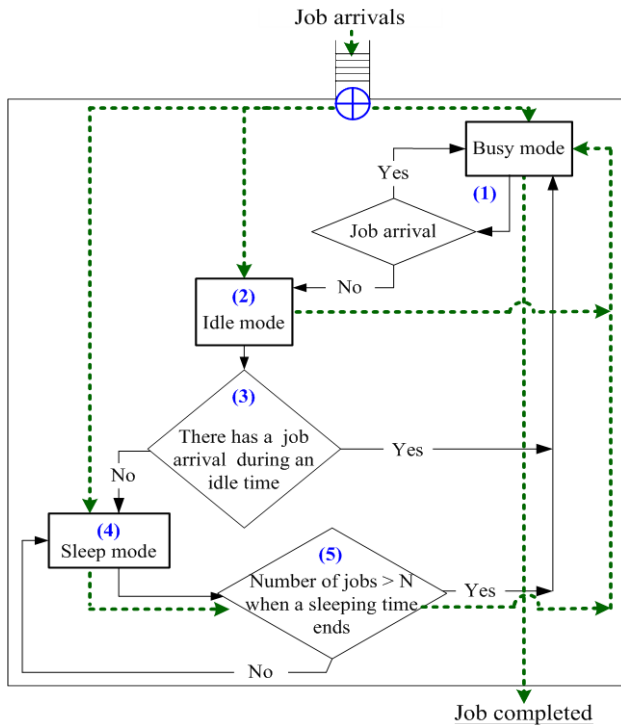 Job arrivals
Busy mode
Yes
(1)
Job arrival
No
(2)
Idle mode
(3)
There has a job
arrival during an
idle time
Yes
No
(4)
Sleep mode
(5)
Number of jobs > N
when a sleeping time
ends
Yes
No
Job completed